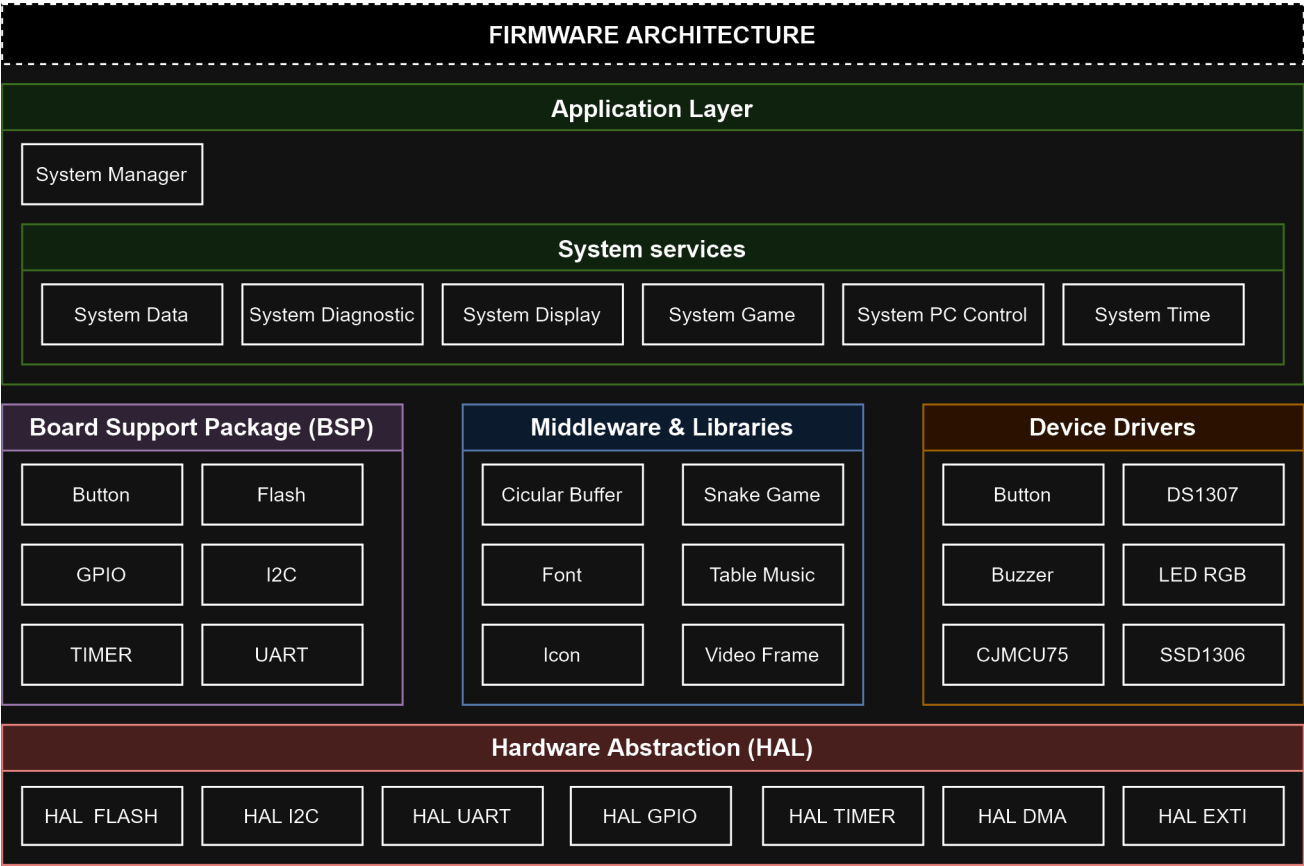 FIRMWARE ARCHITECTURE
Application Layer
System Manager
System services
System Data
System Diagnostic
System Display
System Game
System PC Control
System Time
Board Support Package (BSP)
Button
Flash
GPIO
I2C
TIMER
UART
Middleware & Libraries
Cicular Buffer
Snake Game
Font
Table Music
Icon
Video Frame
Device Drivers
Button
DS1307
Buzzer
LED RGB
CJMCU75
SSD1306
Hardware Abstraction (HAL)
HAL FLASH
HAL I2C
HAL UART
HAL GPIO
HAL TIMER
HAL DMA
HAL EXTI